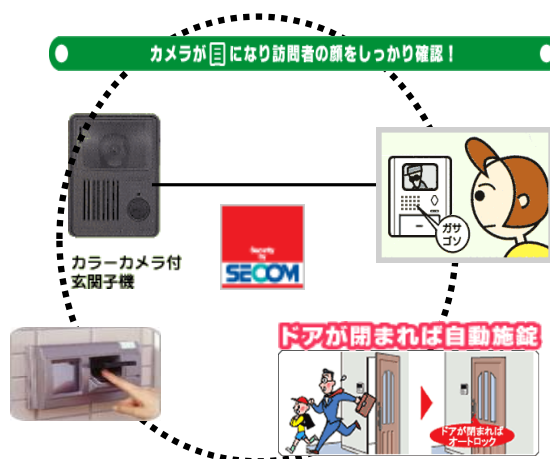 カメラが目になり訪問者の顔をしっかり確認！
ガサ
ゴソ
カラーカメラ付
玄関子機
Security
by
SECOM
ドアが閉まれば自動施錠
ドアが閉まれば
オートロック